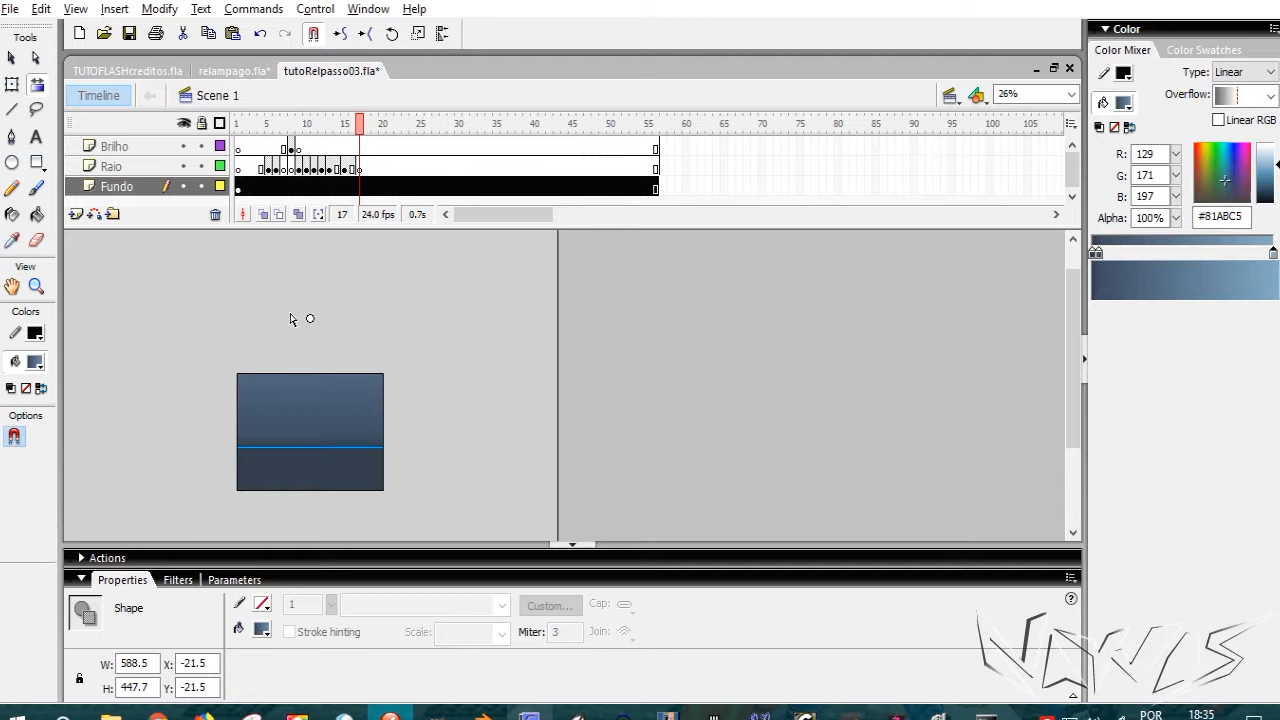 File Edit View Insert Modify Text Commands Control Window Help
Tools
TUTOFLASHcreditos.fla relampago.fla* tutoRelpasso03.fla*
Timeline Scene 1 26%
1 5 10 15 20 25 30 35 40 45 50 55 60 65 70 75 80 85 90 95 100 105
Brilho
Raio
Fundo
17 24.0 fps 0.7s
View
Colors
Options
Color
Color Mixer Color Swatches
Type: Linear
Overflow:
Linear RGB
R: 129
G: 171
B: 197
Alpha: 100% #81ABC5
Actions
Properties Filters Parameters
Shape
1 Custom... Cap:
Stroke hinting Scale: Miter: 3 Join:
W: 588.5 X: -21.5
H: 447.7 Y: -21.5
POR 18:35